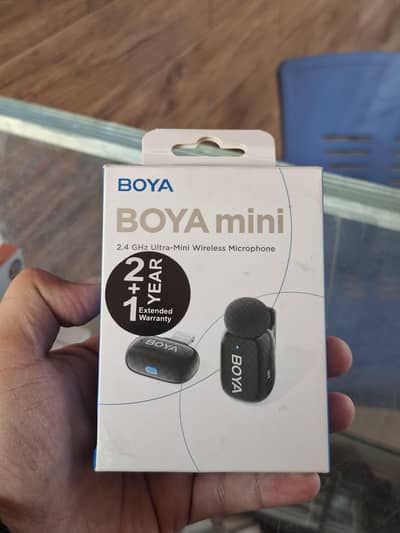 BOYA
BOYA mini
2.4 GHz Ultra-Mini Wireless Microphone
2+1 YEAR
Extended
Warranty
BOYA
BOYA